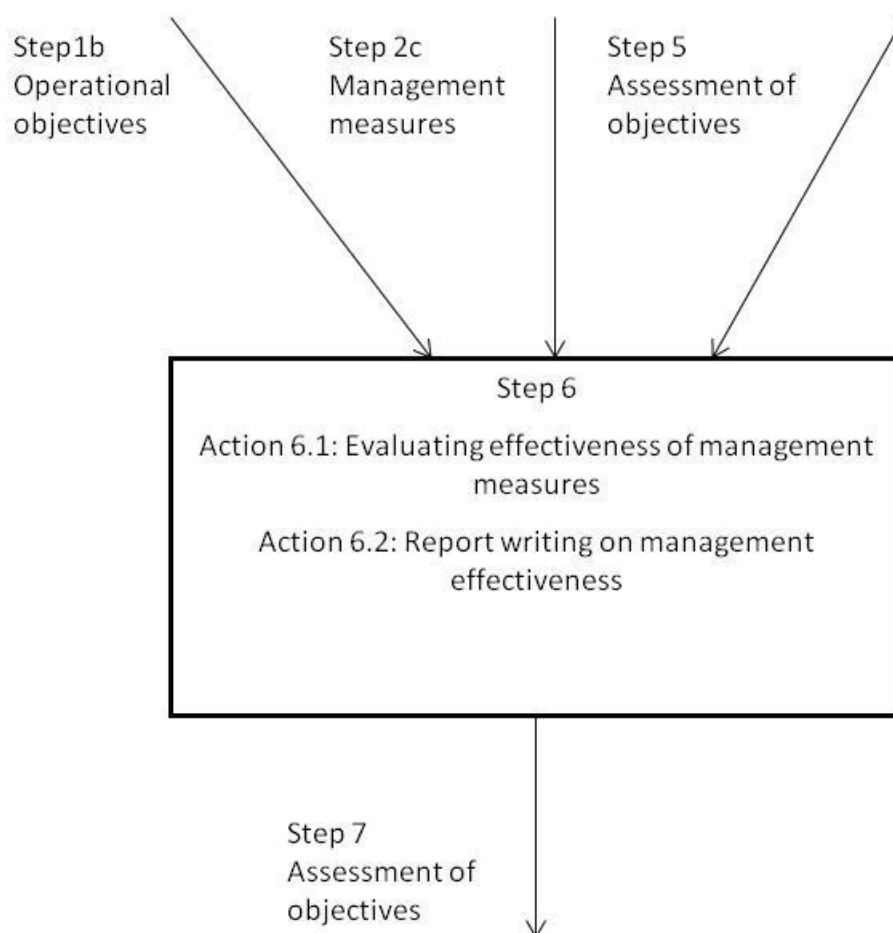 Step1b
Operational
objectives
Step 2c
Management
measures
Step 5
Assessment of
objectives
Step 6
Action 6.1: Evaluating effectiveness of management
measures
Action 6.2: Report writing on management
effectiveness
Step 7
Assessment of
objectives